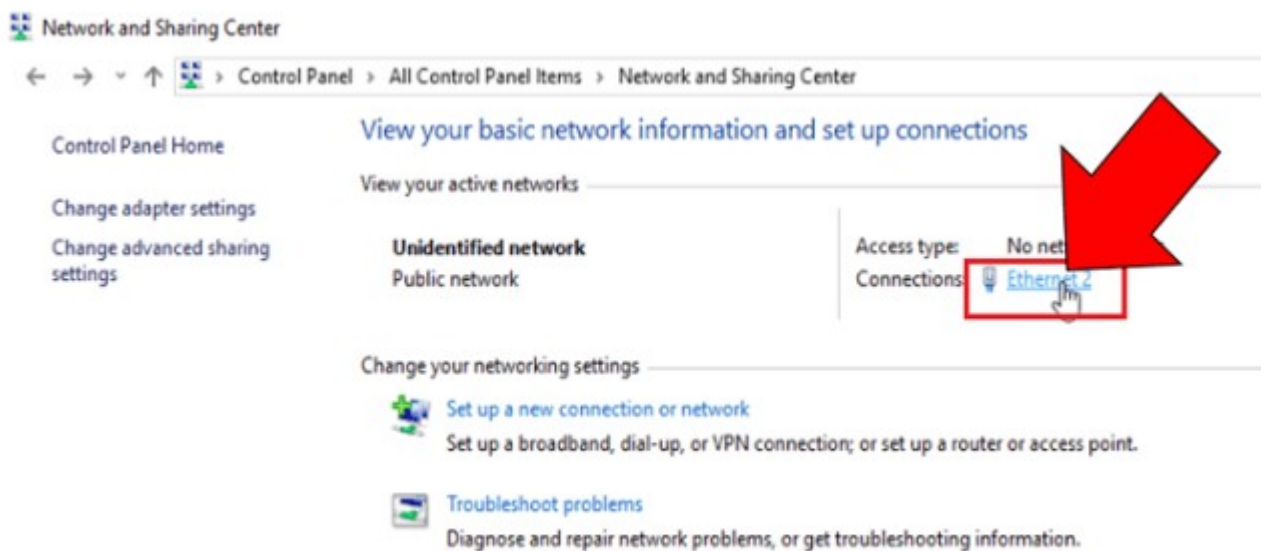 Network and Sharing Center
Control Panel > All Control Panel Items > Network and Sharing Center
Control Panel Home
Change adapter settings
Change advanced sharing
settings
View your basic network information and set up connections
View your active networks
Unidentified network
Public network
Access type: No
Connections: Ethernet 2
Change your networking settings
Set up a new connection or network
Set up a broadband, dial-up, or VPN connection; or set up a router or access point.
Troubleshoot problems
Diagnose and repair network problems, or get troubleshooting information.